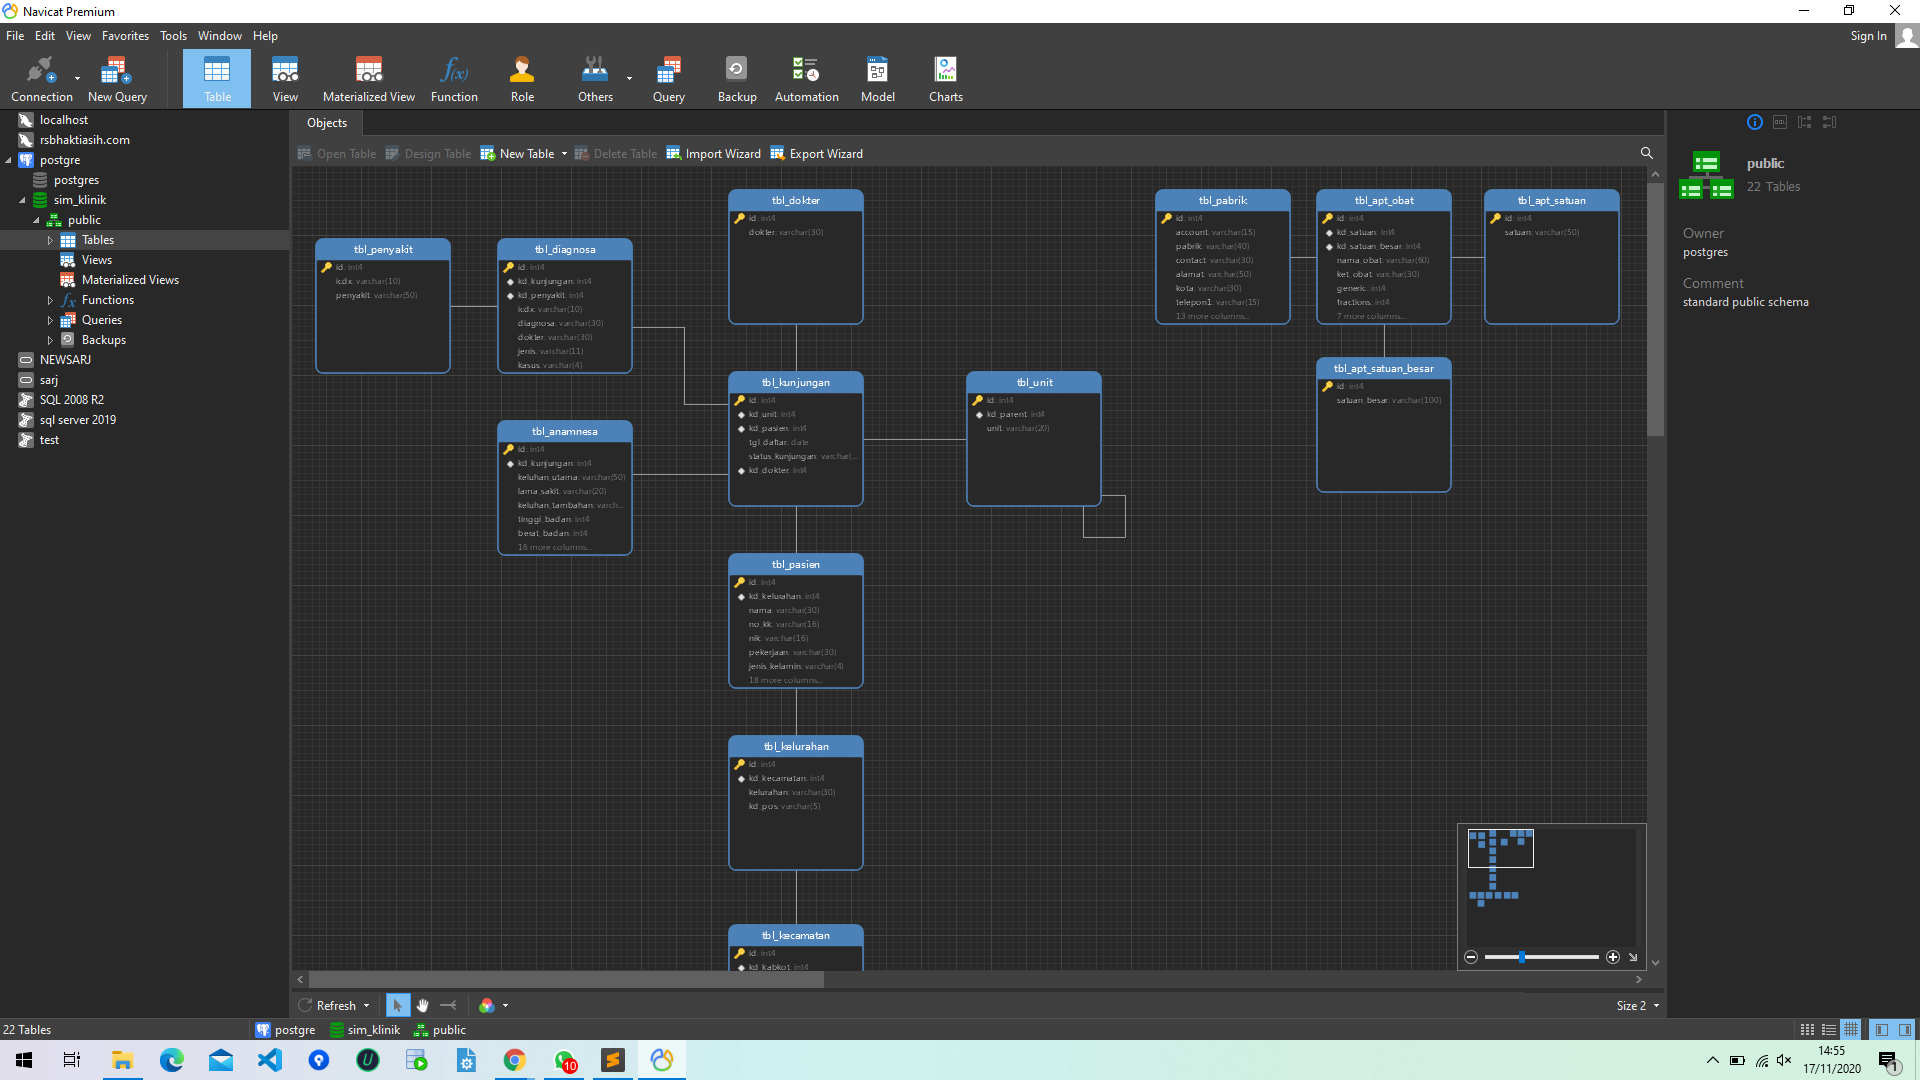 Navicat Premium
File Edit View Favorites Tools Window Help
Sign In
Connection
New Query
Table
View
Materialized View
Function
Role
Others
Query
Backup
Automation
Model
Charts
localhost
rsbhaktiasih.com
postgre
postgres
sim_klinik
public
Tables
Views
Materialized Views
Functions
Queries
Backups
NEWSARJ
sarj
SQL 2008 R2
sql server 2019
test
Objects
Open Table Design Table New Table Delete Table Import Wizard Export Wizard
tbl_penyakit
id: int4
icdx: varchar(10)
penyakit: varchar(50)
tbl_diagnosa
id: int4
kd_kunjungan: int4
kd_penyakit: int4
icdx: varchar(10)
diagnosa: varchar(30)
dokter: varchar(30)
jenis: varchar(11)
kasus: varchar(4)
tbl_anamnesa
id: int4
kd_kunjungan: int4
keluhan_utama: varchar(50)
lama_sakit: varchar(20)
keluhan_tambahan: varch...
tinggi_badan: int4
berat_badan: int4
16 more columns...
tbl_dokter
id: int4
dokter: varchar(30)
tbl_kunjungan
id: int4
kd_unit: int4
kd_pasien: int4
tgl_daftar: date
status_kunjungan: varchar(...
kd_dokter: int4
tbl_unit
id: int4
kd_parent: int4
unit: varchar(20)
tbl_pasien
id: int4
kd_kelurahan: int4
nama: varchar(30)
no_kk: varchar(16)
nik: varchar(16)
pekerjaan: varchar(30)
jenis_kelamin: varchar(4)
18 more columns...
tbl_kelurahan
id: int4
kd_kecamatan: int4
kelurahan: varchar(30)
kd_pos: varchar(5)
tbl_kecamatan
id: int4
kd_kabkot: int4
tbl_pabrik
id: int4
account: varchar(15)
pabrik: varchar(40)
contact: varchar(30)
alamat: varchar(50)
kota: varchar(30)
telepon1: varchar(15)
13 more columns...
tbl_apt_obat
id: int4
kd_satuan: int4
kd_satuan_besar: int4
nama_obat: varchar(60)
ket_obat: varchar(30)
generic: int4
fractions: int4
7 more columns...
tbl_apt_satuan
id: int4
satuan: varchar(50)
tbl_apt_satuan_besar
id: int4
satuan_besar: varchar(100)
public
22 Tables
Owner
postgres
Comment
standard public schema
Refresh
Size 2
22 Tables
postgre sim_klinik public
10
14:55
17/11/2020
1